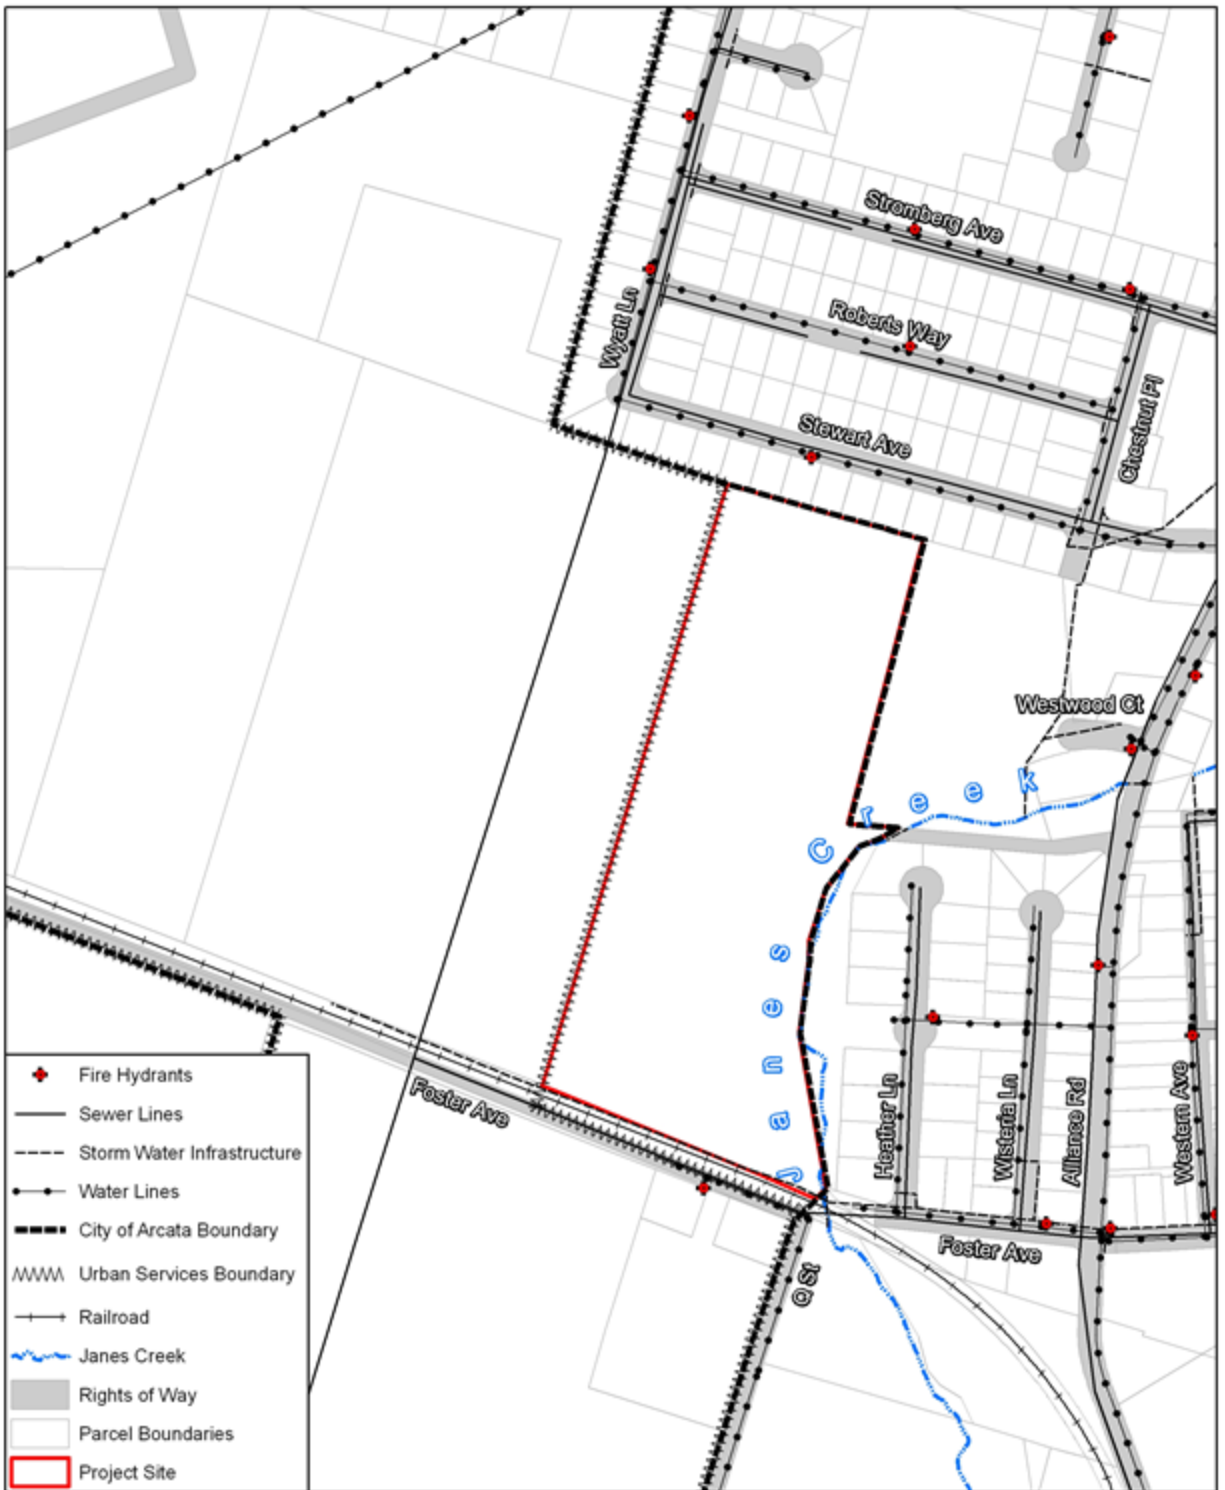 Stromberg Ave
Wyatt Ln
Roberts Way
Chestnut Pl
Stewart Ave
Westwood Ct
Janes Creek
Foster Ave
Heather Ln
Wisteria Ln
Alliance Rd
Western Ave
Foster Ave
Q St
Fire Hydrants
Sewer Lines
Storm Water Infrastructure
Water Lines
City of Arcata Boundary
Urban Services Boundary
Railroad
Janes Creek
Rights of Way
Parcel Boundaries
Project Site